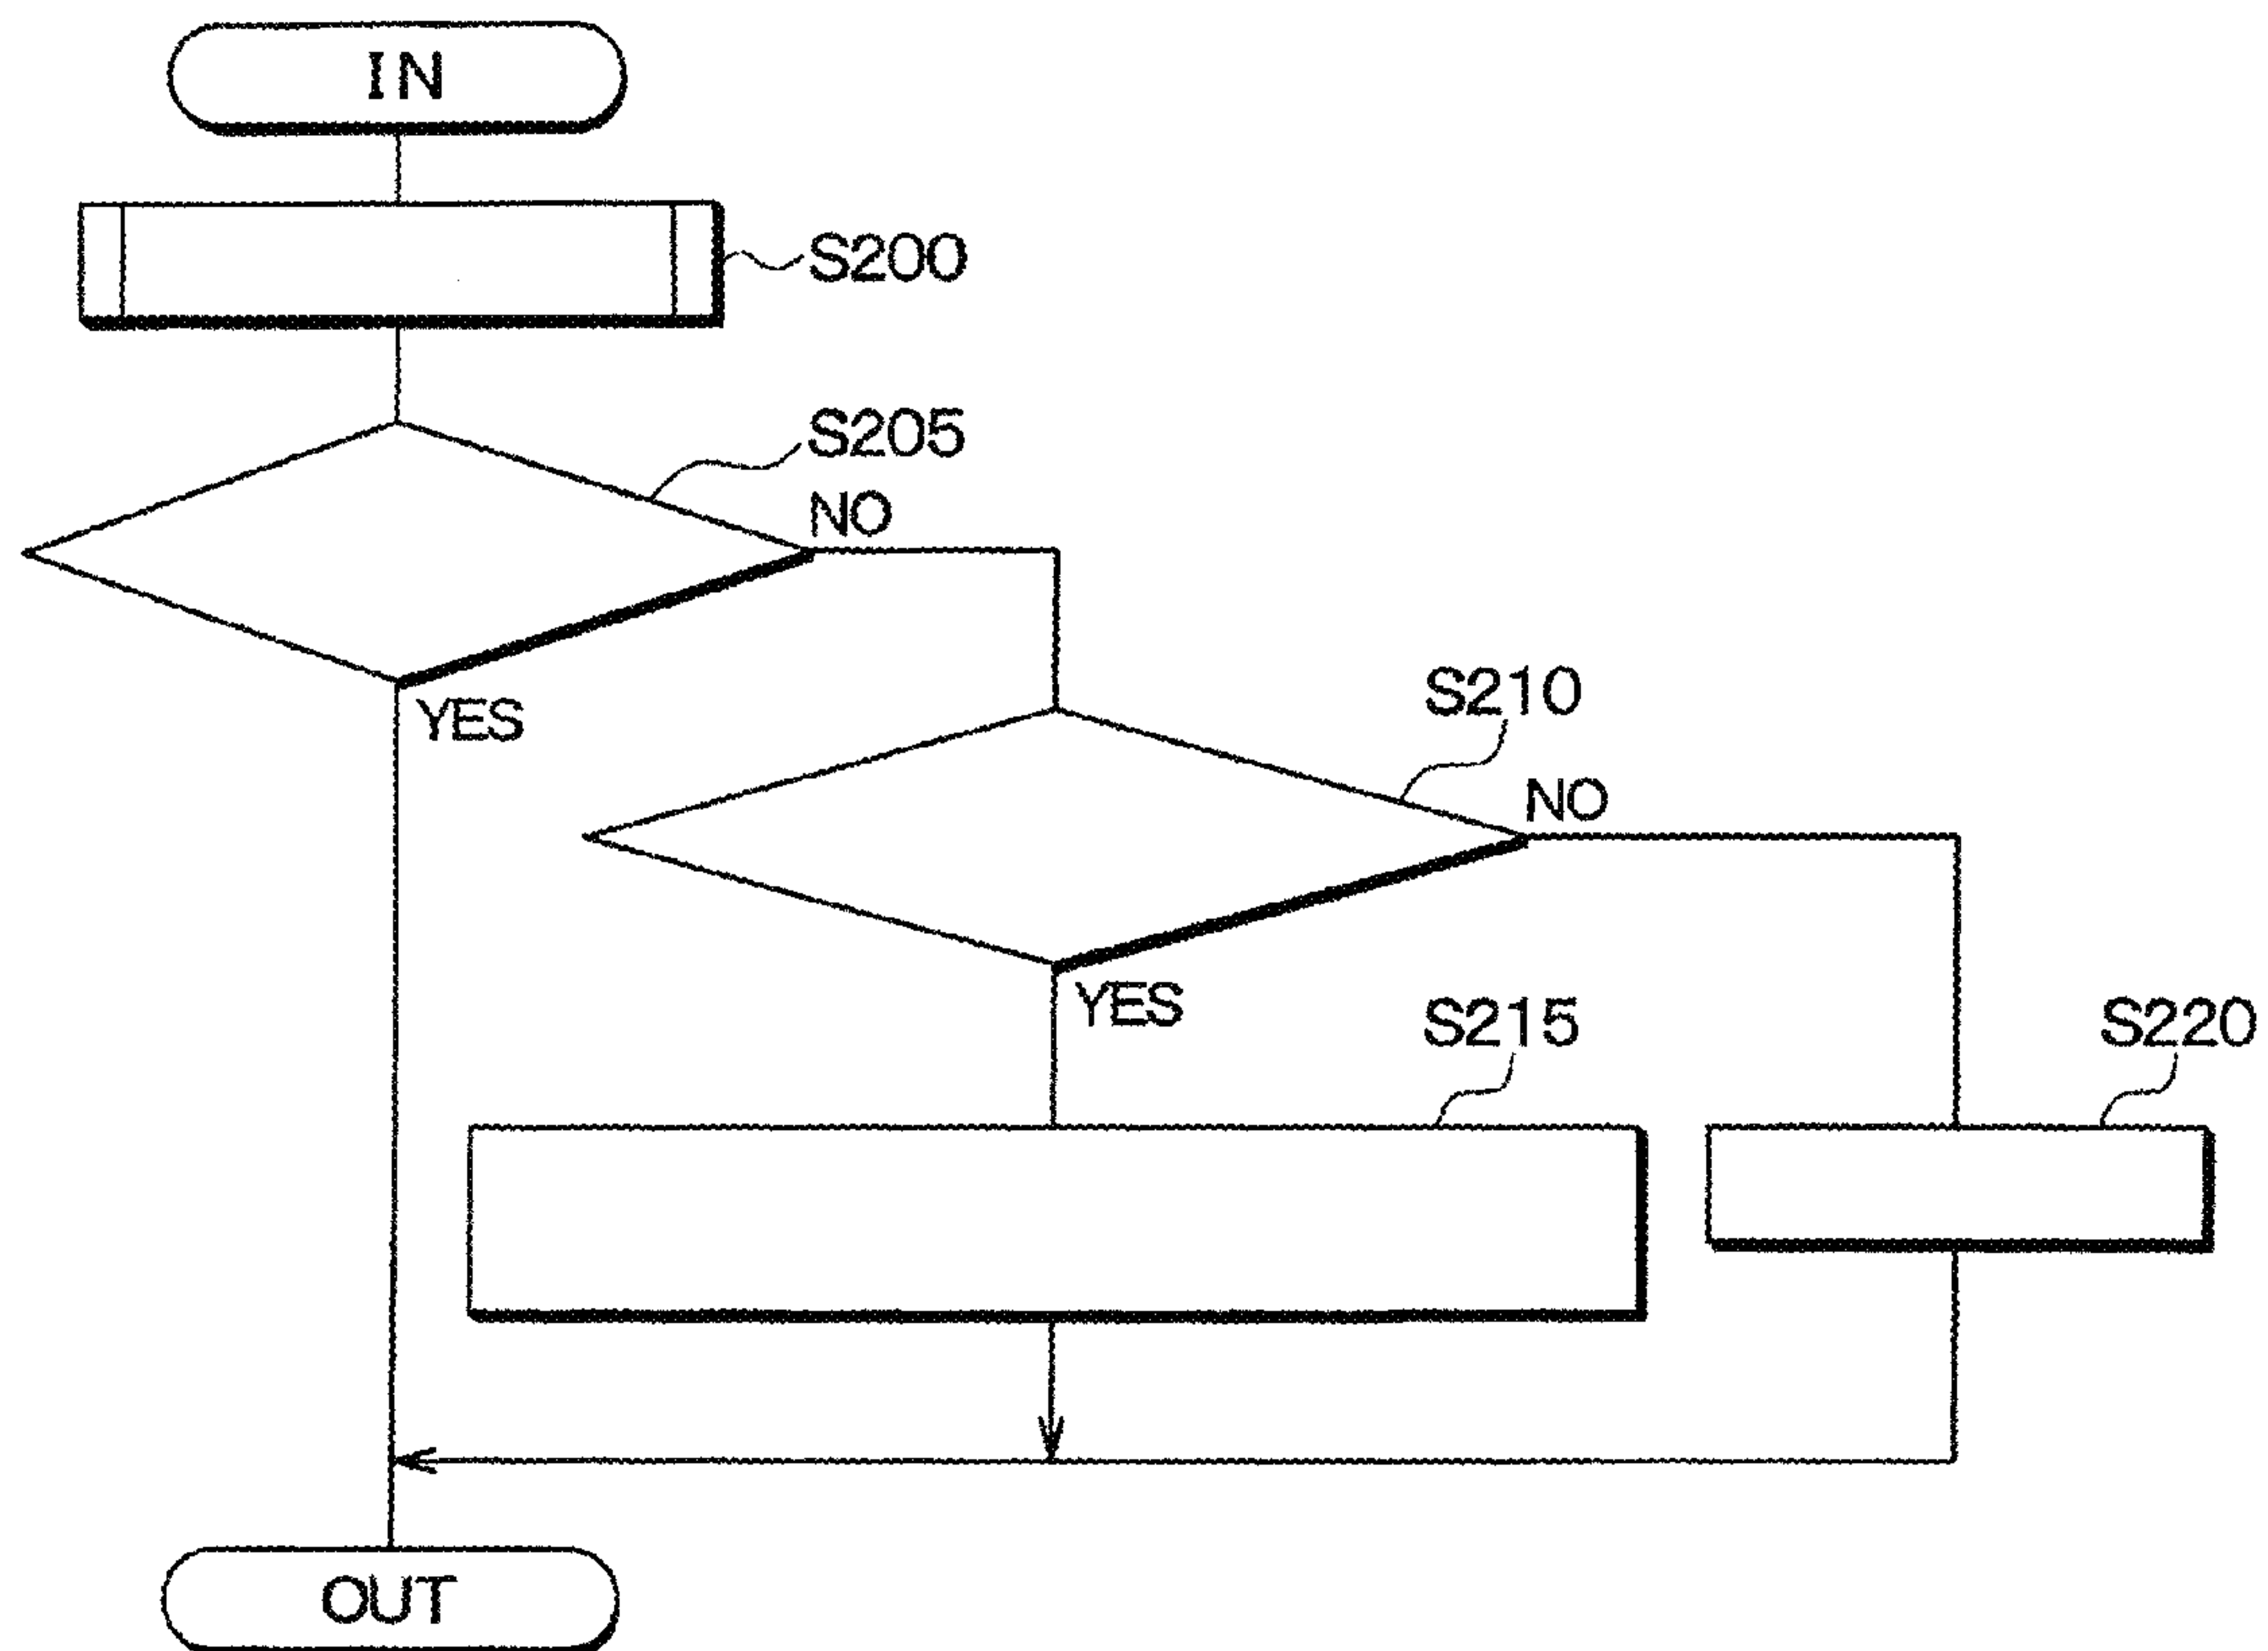 IN
S200
S205
NO
YES
S210
NO
YES
S215
S220
OUT